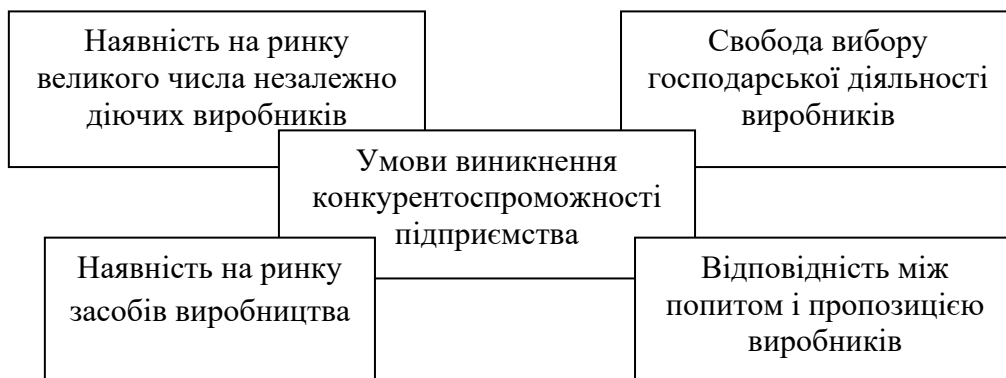 Наявність на ринку
великого числа незалежно
діючих виробників
Свобода вибору
господарської діяльності
виробників
Умови виникнення
конкурентоспроможності
підприємства
Наявність на ринку
засобів виробництва
Відповідність між
попитом і пропозицією
виробників